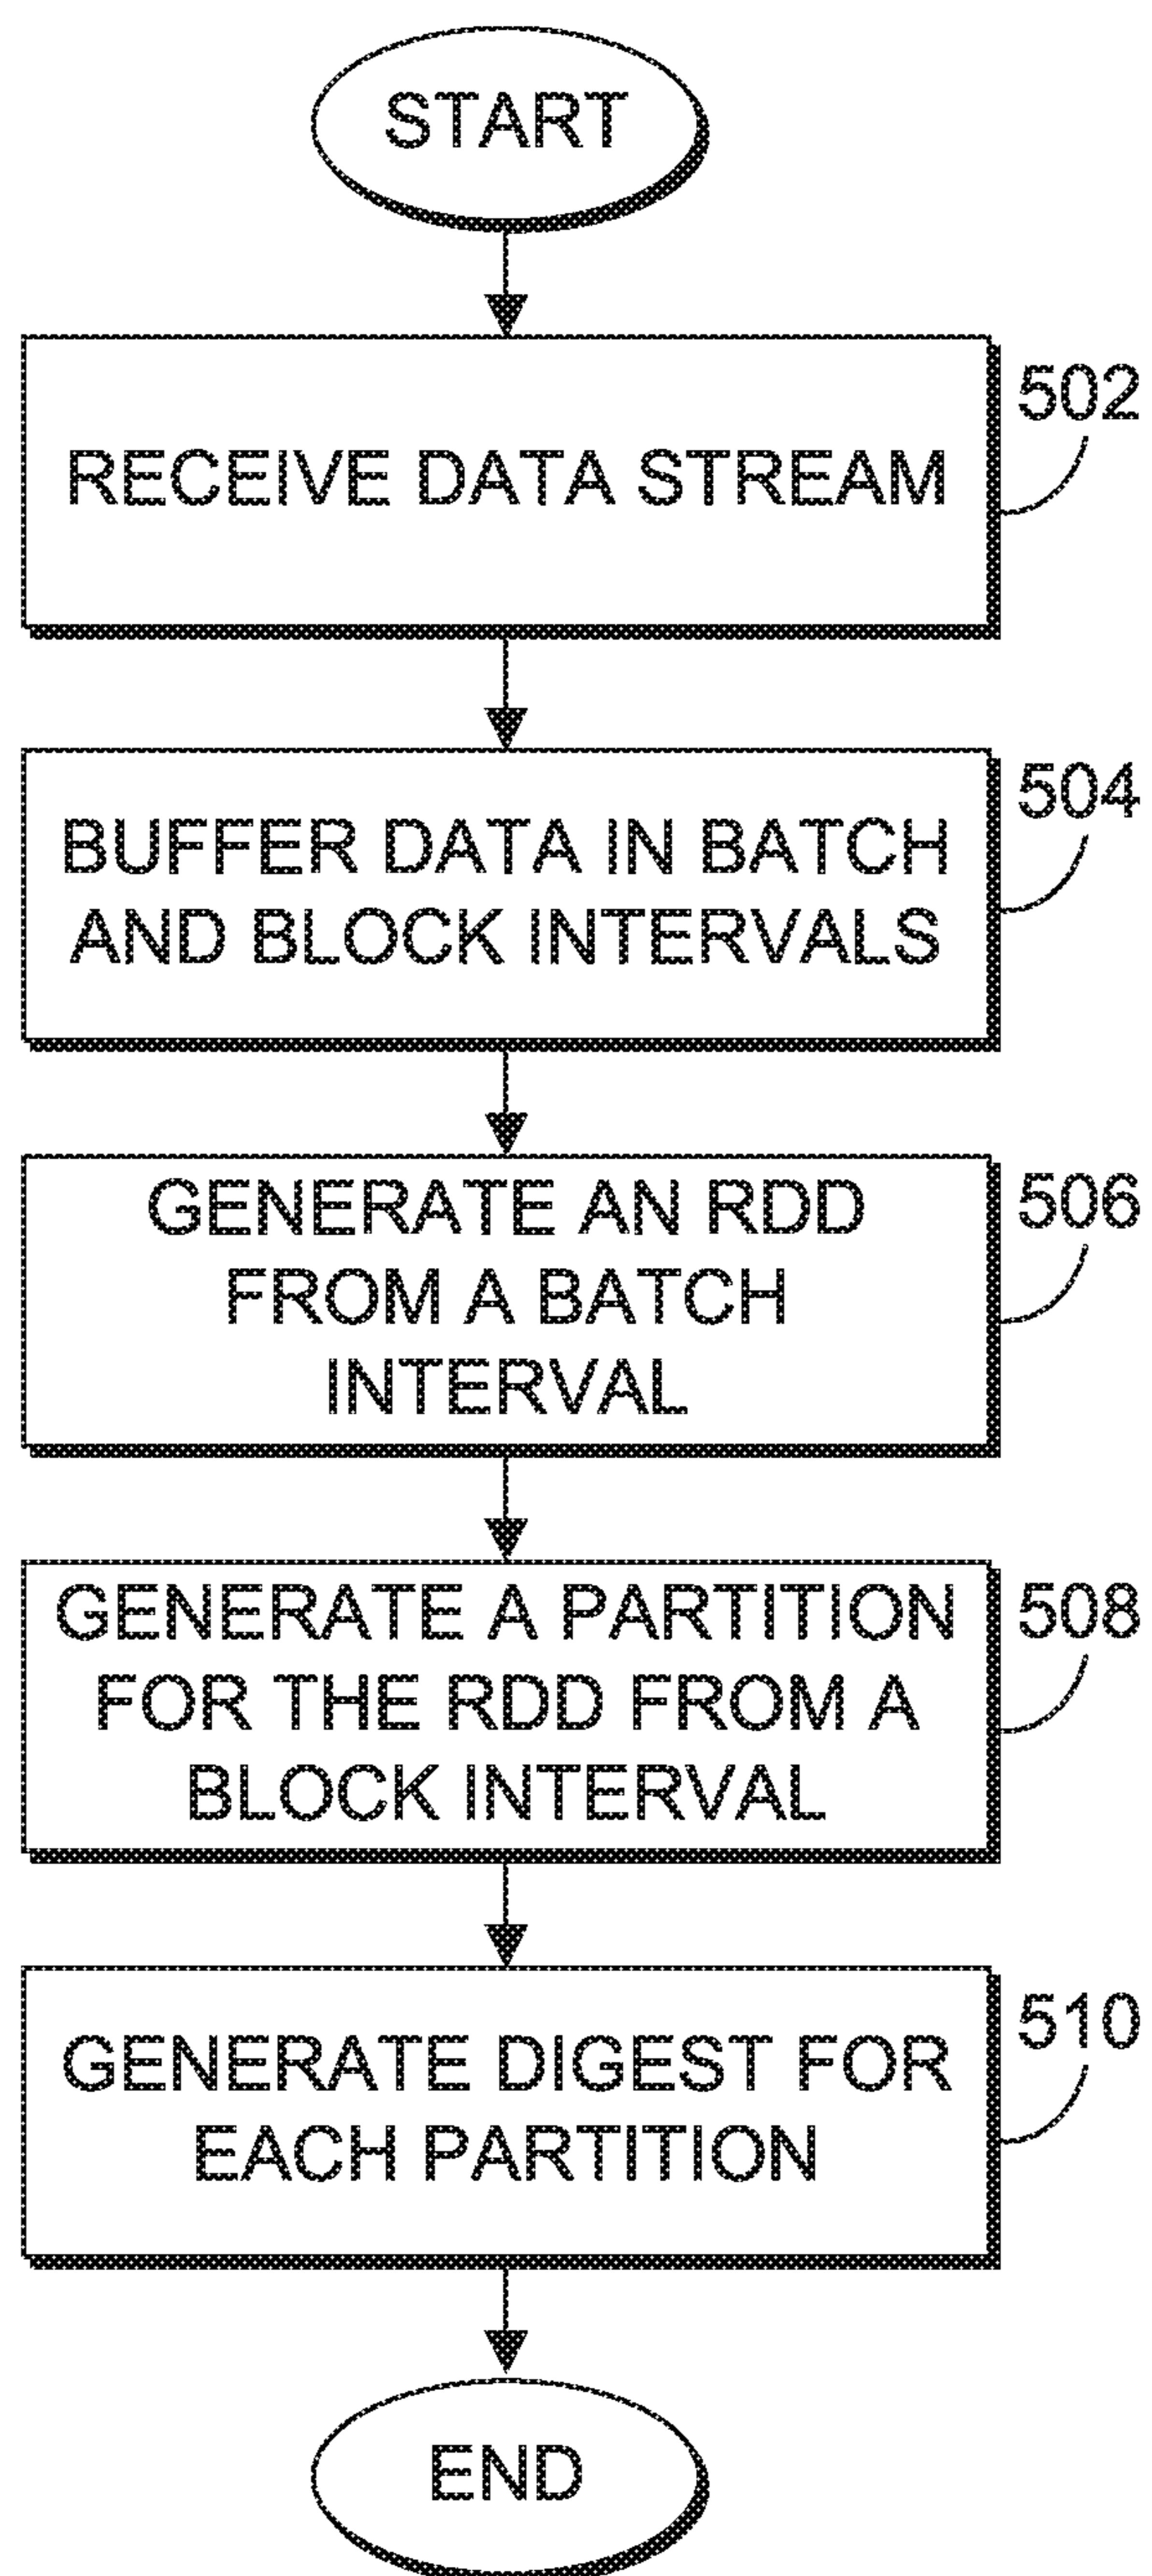 START
RECEIVE DATA STREAM
502
BUFFER DATA IN BATCH
AND BLOCK INTERVALS
504
GENERATE AN RDD
FROM A BATCH
INTERVAL
506
GENERATE A PARTITION
FOR THE RDD FROM A
BLOCK INTERVAL
508
GENERATE DIGEST FOR
EACH PARTITION
510
END